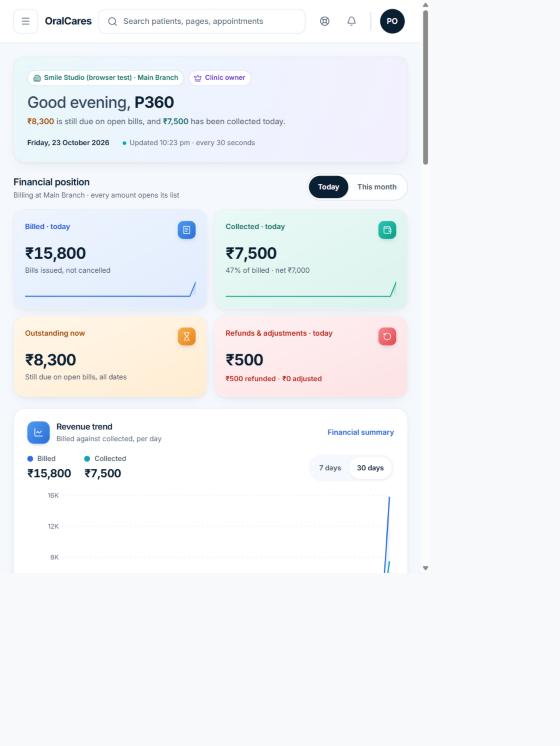 OralCares
Search patients, pages, appointments
PO
Smile Studio (browser test) · Main Branch
Clinic owner
Good evening, P360
₹8,300 is still due on open bills, and ₹7,500 has been collected today.
Friday, 23 October 2026
Updated 10:23 pm · every 30 seconds
Financial position
Billing at Main Branch · every amount opens its list
Today
This month
Billed · today
₹15,800
Bills issued, not cancelled
Collected · today
₹7,500
47% of billed · net ₹7,000
Outstanding now
₹8,300
Still due on open bills, all dates
Refunds & adjustments · today
₹500
₹500 refunded · ₹0 adjusted
Revenue trend
Billed against collected, per day
Financial summary
Billed
₹15,800
Collected
₹7,500
7 days
30 days
16K
12K
8K